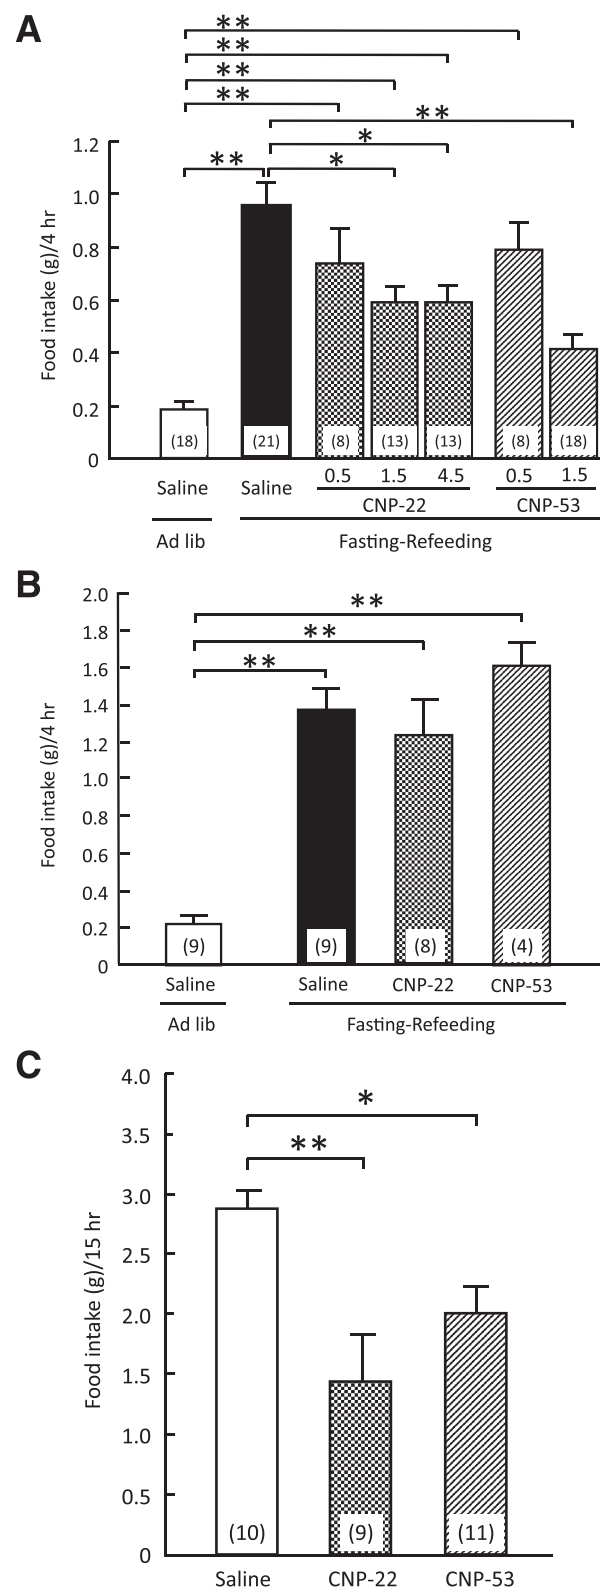 A
**
**
**
**
**
*
** *
1.2
1.0
0.8
0.6
0.4
0.2
0
Food intake (g)/4 hr
(18) (21) (8) (13) (13) (8) (18)
0.5 1.5 4.5 0.5 1.5
Saline Saline CNP-22 CNP-53
Ad lib Fasting-Refeeding
B
2.0
1.8
1.6
1.4
1.2
1.0
0.8
0.6
0.4
0.2
0
Food intake (g)/4 hr
**
**
**
(9) (9) (8) (4)
Saline Saline CNP-22 CNP-53
Ad lib Fasting-Refeeding
C
4.0
3.5
3.0
2.5
2.0
1.5
1.0
0.5
0
Food intake (g)/15 hr
*
**
(10) (9) (11)
Saline CNP-22 CNP-53